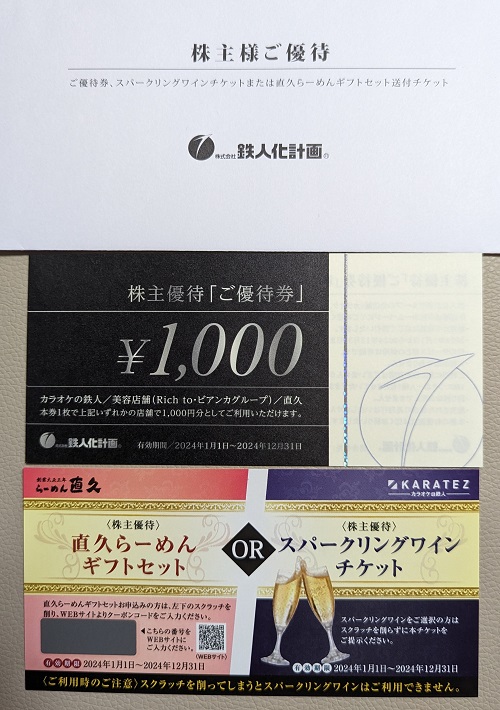 株主様ご優待
ご優待券、スパークリングワインチケットまたは直久らーめんギフトセット送付チケット
株式会社 鉄人化計画®
株主優待「ご優待券」
¥1,000
カラオケの鉄人／美容店舗(Rich to・ビアンカグループ)／直久
本券1枚で上記いずれかの店舗で1,000円分としてご利用いただけます。
株式会社 鉄人化計画® 有効期間／2024年1月1日〜2024年12月31日
創業大正三年
らーめん 直久
KARATEZ
カラオケの鉄人
〈株主優待〉
直久らーめん
ギフトセット
OR
〈株主優待〉
スパークリングワイン
チケット
直久らーめんギフトセットお申込みの方は、左下のスクラッチを
削り、WEBサイトよりクーポンコードをご入力ください。
◀こちらの番号を
WEBサイトに
ご入力ください。
(WEBサイト)
有効期限 2024年1月1日〜2024年12月31日
スパークリングワインをご選択の方は
スクラッチを削らずに本チケットを
ご提示ください。
有効期限 2024年1月1日〜2024年12月31日
〈ご利用時のご注意〉スクラッチを削ってしまうとスパークリングワインはご利用できません。